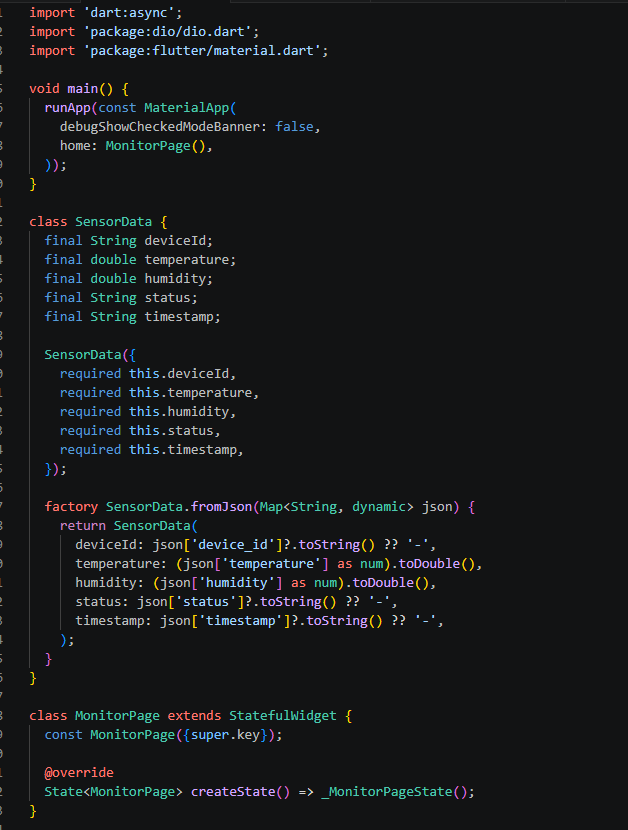 import 'dart:async';
import 'package:dio/dio.dart';
import 'package:flutter/material.dart';

void main() {
  runApp(const MaterialApp(
    debugShowCheckedModeBanner: false,
    home: MonitorPage(),
  ));
}

class SensorData {
  final String deviceId;
  final double temperature;
  final double humidity;
  final String status;
  final String timestamp;

  SensorData({
    required this.deviceId,
    required this.temperature,
    required this.humidity,
    required this.status,
    required this.timestamp,
  });

  factory SensorData.fromJson(Map<String, dynamic> json) {
    return SensorData(
      deviceId: json['device_id']?.toString() ?? '-',
      temperature: (json['temperature'] as num).toDouble(),
      humidity: (json['humidity'] as num).toDouble(),
      status: json['status']?.toString() ?? '-',
      timestamp: json['timestamp']?.toString() ?? '-',
    );
  }
}

class MonitorPage extends StatefulWidget {
  const MonitorPage({super.key});

  @override
  State<MonitorPage> createState() => _MonitorPageState();
}